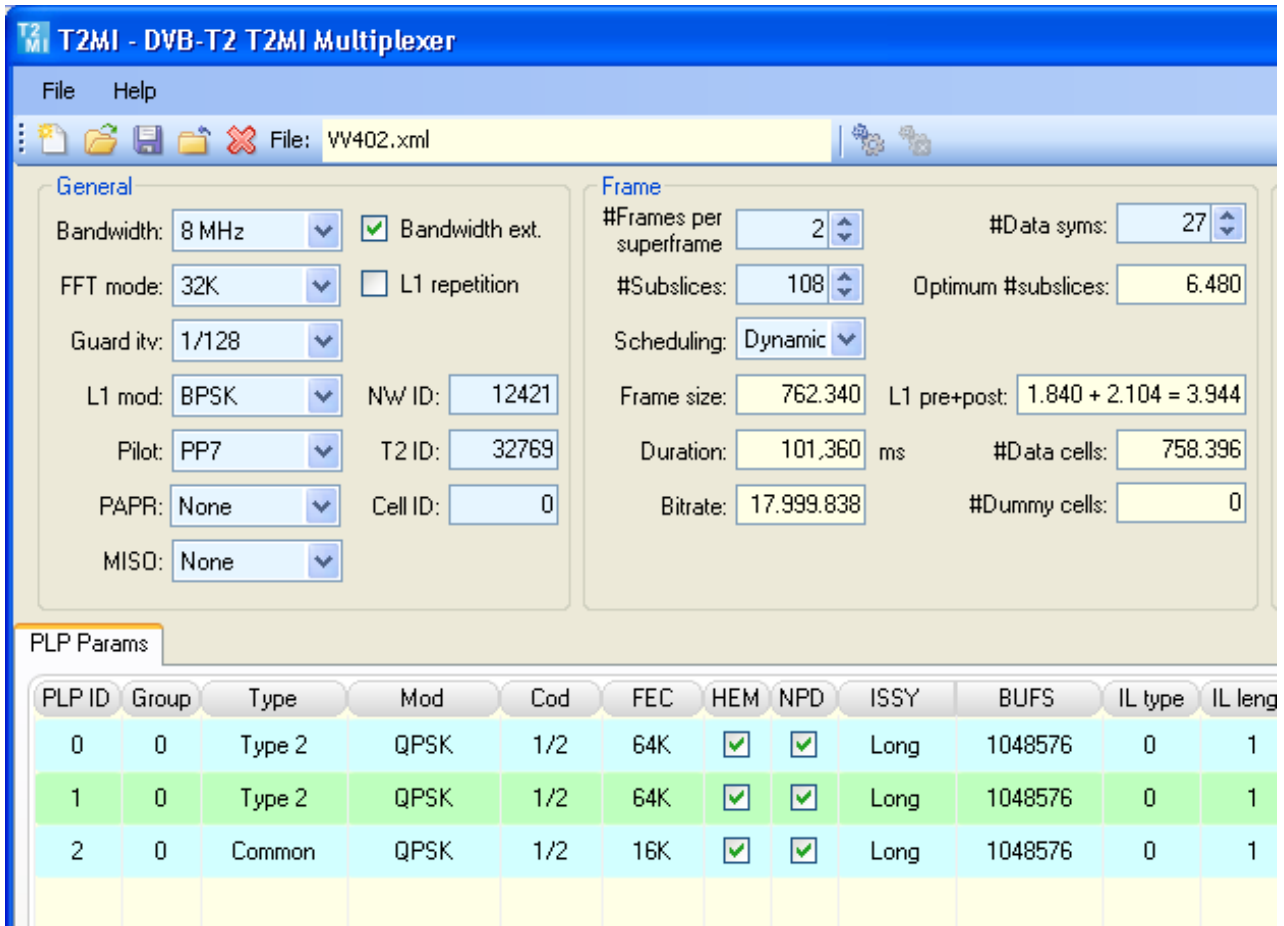 T2MI - DVB-T2 T2MI Multiplexer
File Help
File: VV402.xml
General
Bandwidth: 8 MHz Bandwidth ext.
FFT mode: 32K L1 repetition
Guard itv: 1/128
L1 mod: BPSK NW ID: 12421
Pilot: PP7 T2 ID: 32769
PAPR: None Cell ID: 0
MISO: None
Frame
#Frames per superframe 2 #Data syms: 27
#Subslices: 108 Optimum #subslices: 6.480
Scheduling: Dynamic
Frame size: 762.340 L1 pre+post: 1.840 + 2.104 = 3.944
Duration: 101,360 ms #Data cells: 758.396
Bitrate: 17.999.838 #Dummy cells: 0
PLP Params
PLP ID Group Type Mod Cod FEC HEM NPD ISSY BUFS IL type IL leng
0 0 Type 2 QPSK 1/2 64K Long 1048576 0 1
1 0 Type 2 QPSK 1/2 64K Long 1048576 0 1
2 0 Common QPSK 1/2 16K Long 1048576 0 1